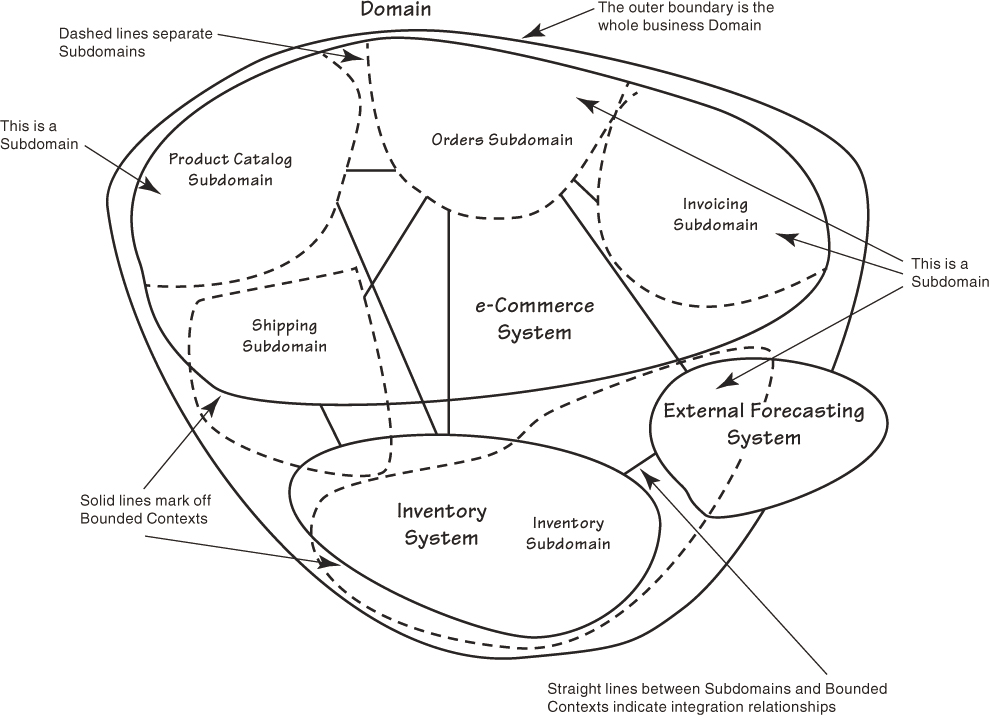 Domain
The outer boundary is the
whole business Domain
Dashed lines separate
Subdomains
This is a
Subdomain
Orders Subdomain
Product Catalog
Subdomain
Invoicing
Subdomain
This is a
Subdomain
e-Commerce
System
Shipping
Subdomain
External Forecasting
System
Solid lines mark off
Bounded Contexts
Inventory
System
Inventory
Subdomain
Straight lines between Subdomains and Bounded
Contexts indicate integration relationships